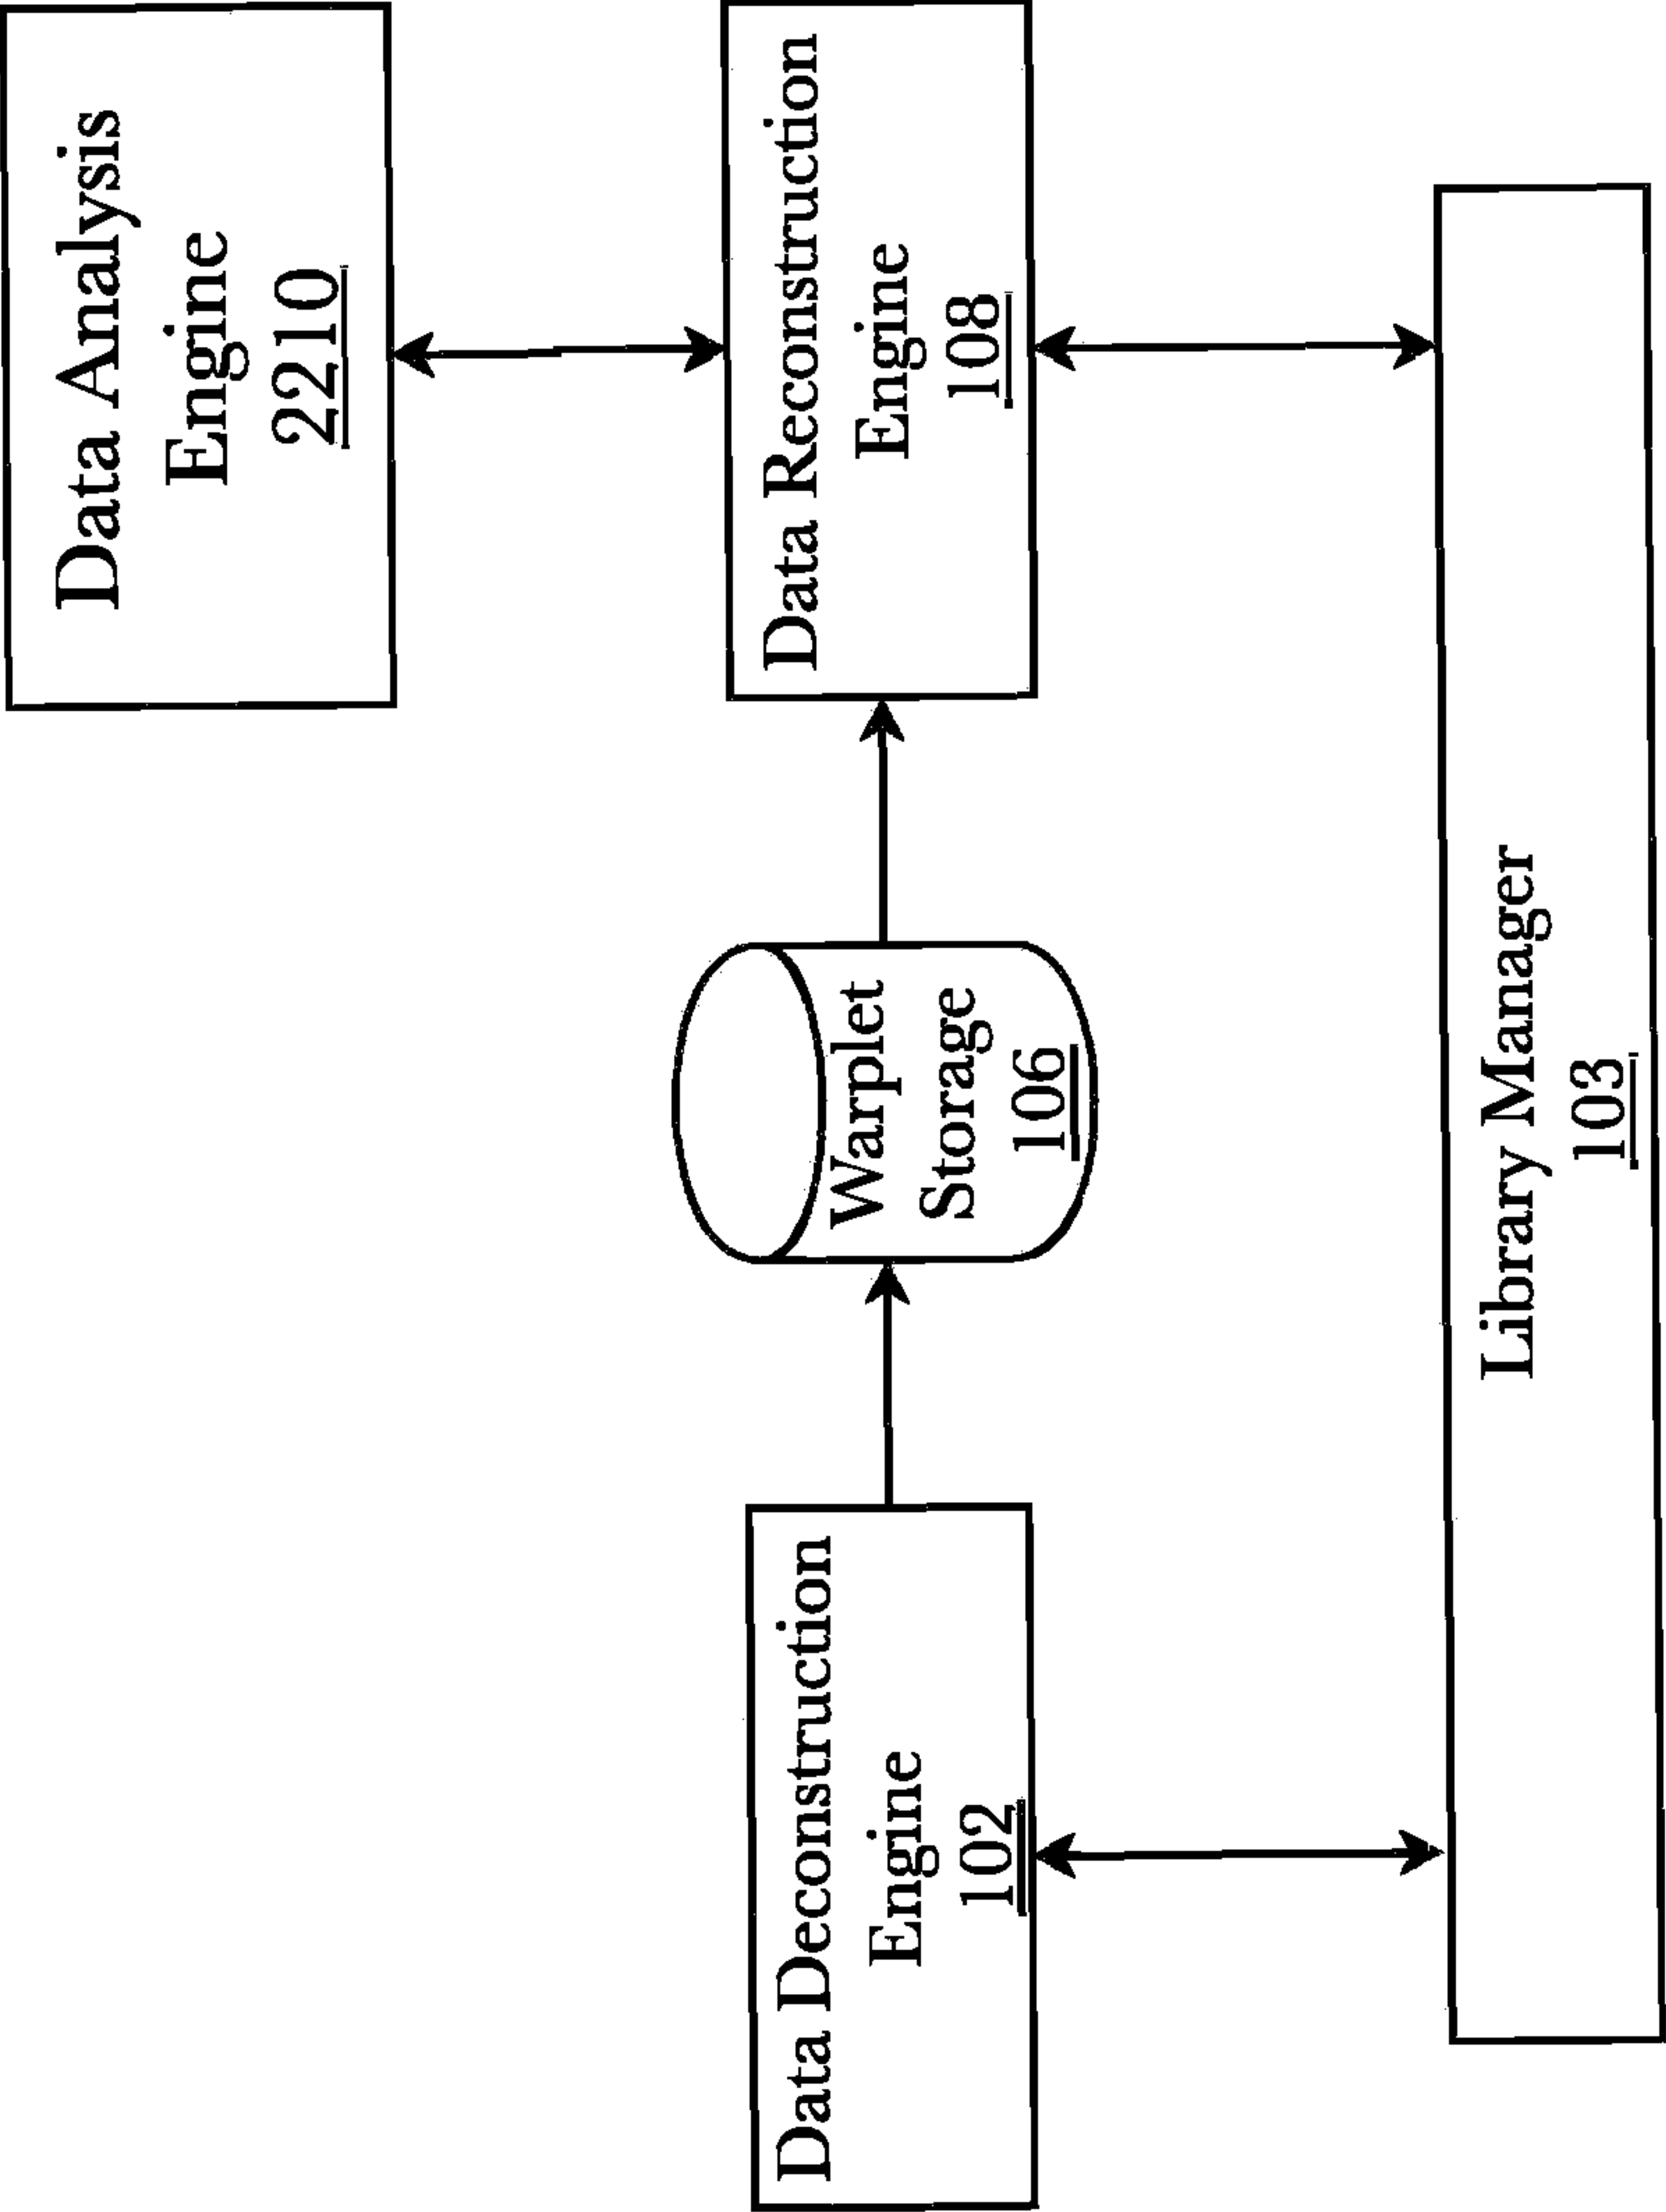 Data Analysis
Engine
2210
Data Deconstruction
Engine
102
Warplet
Storage
106
Data Reconstruction
Engine
108
Library Manager
103